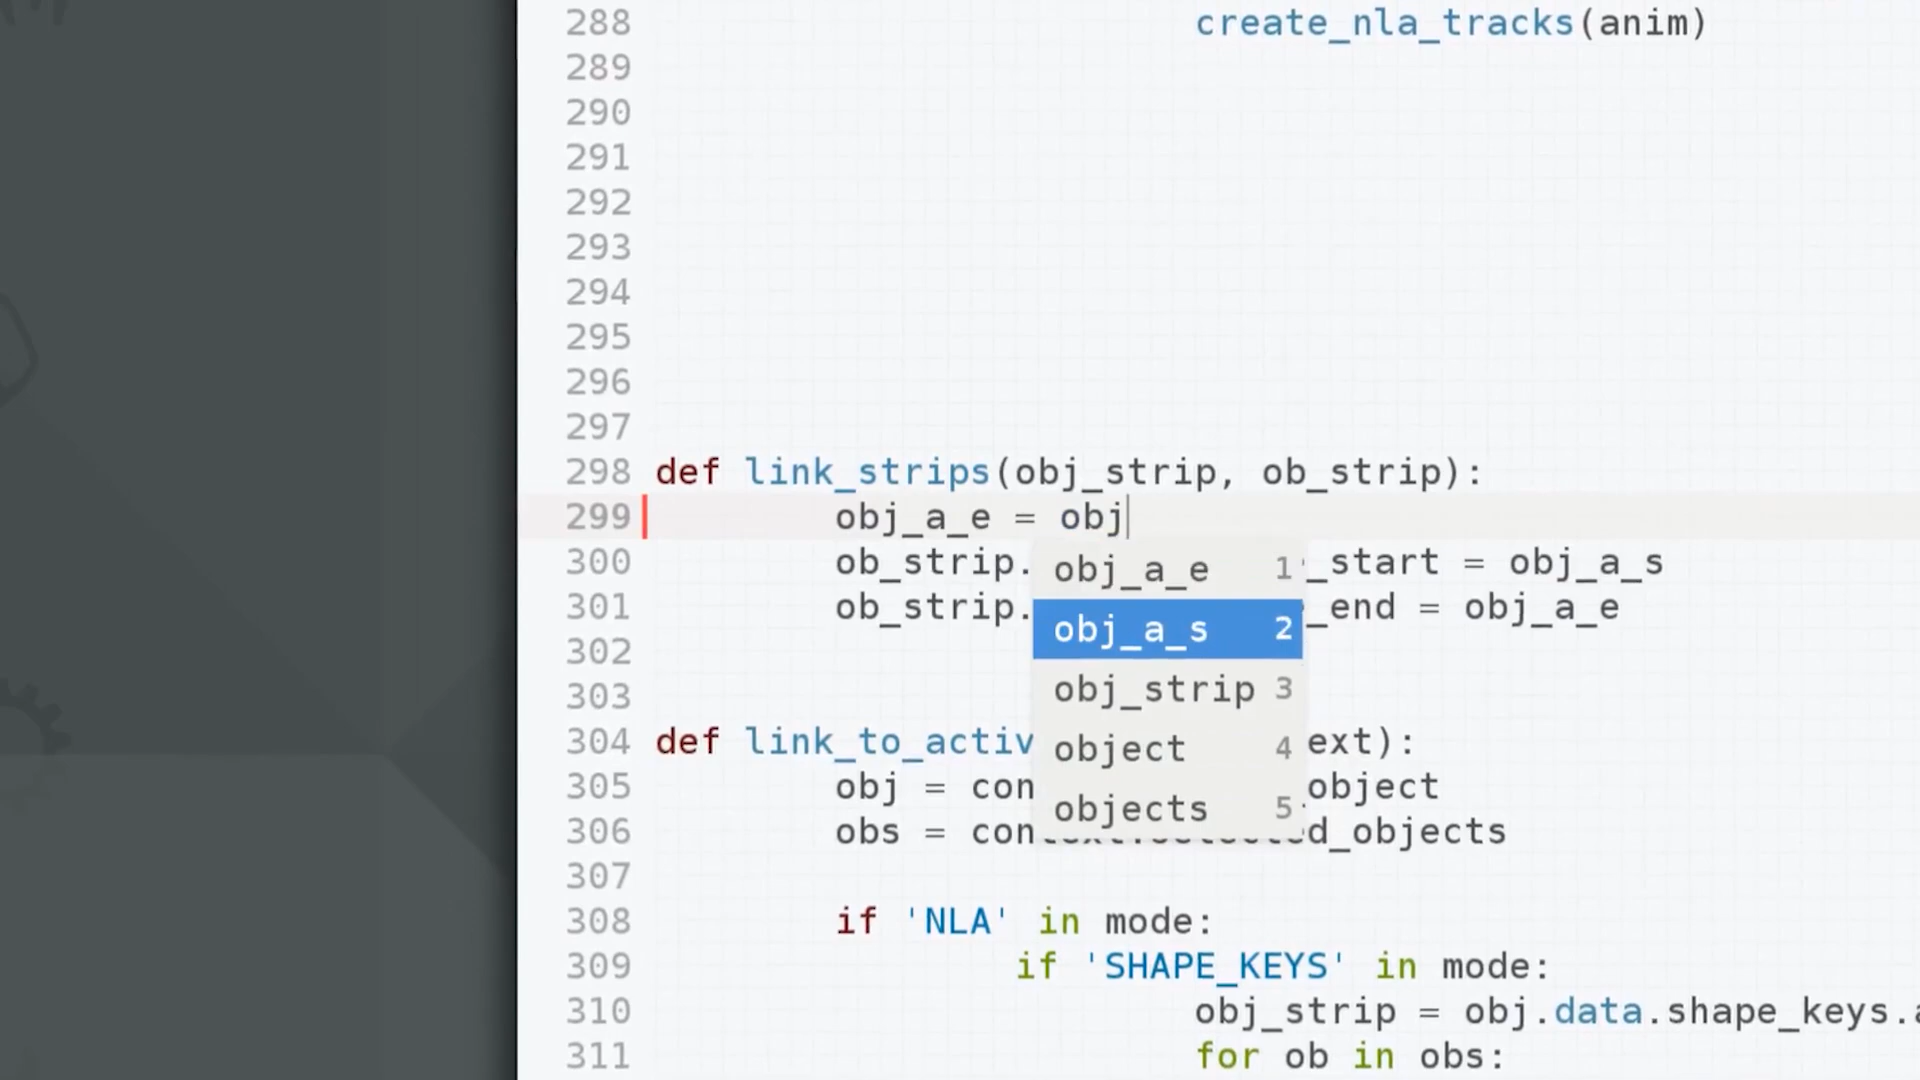 288 create_nla_tracks(anim)
289
290
291
292
293
294
295
296
297
298 def link_strips(obj_strip, ob_strip):
299 obj_a_e = obj
300 ob_strip. _start = obj_a_s
301 ob_strip. _end = obj_a_e
302
303
304 def link_to_activ ext):
305 obj = con object
306 obs = con d_objects
307
308 if 'NLA' in mode:
309 if 'SHAPE_KEYS' in mode:
310 obj_strip = obj.data.shape_keys.
311 for ob in obs:
obj_a_e 1
obj_a_s 2
obj_strip 3
object 4
objects 5